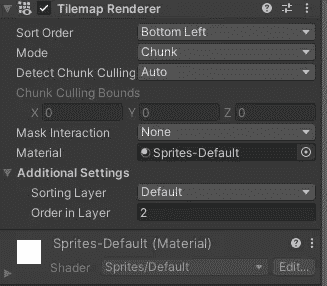 Tilemap Renderer
Sort Order Bottom Left
Mode Chunk
Detect Chunk Culling Auto
Chunk Culling Bounds
X 0 Y 0 Z 0
Mask Interaction None
Material Sprites-Default
Additional Settings
Sorting Layer Default
Order in Layer 2
Sprites-Default (Material)
Shader Sprites/Default Edit...